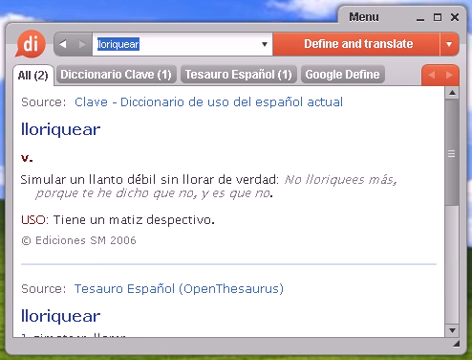 Menu
di
lloriquear
Define and translate
All (2) Diccionario Clave (1) Tesauro Español (1) Google Define
Source: Clave - Diccionario de uso del español actual
lloriquear
v.
Simular un llanto débil sin llorar de verdad: No lloriquees más,
porque te he dicho que no, y es que no.
USO: Tiene un matiz despectivo.
© Ediciones SM 2006
Source: Tesauro Español (OpenThesaurus)
lloriquear